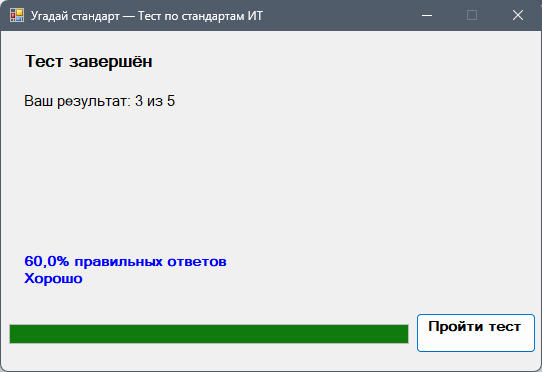 Угадай стандарт — Тест по стандартам ИТ
Тест завершён
Ваш результат: 3 из 5
60,0% правильных ответов
Хорошо
Пройти тест